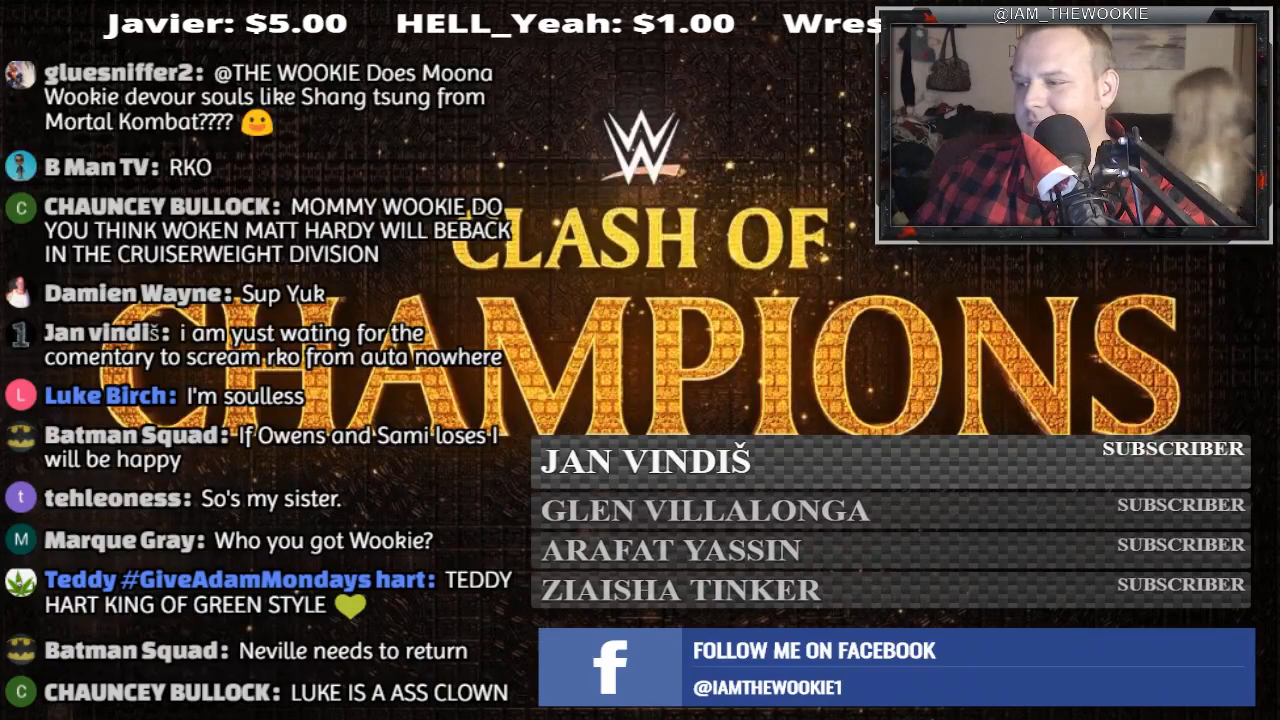 Javier: $5.00 HELL_Yeah: $1.00 Wres
@IAM_THEWOOKIE
gluesniffer2: @THE WOOKIE Does Moona
Wookie devour souls like Shang tsung from
Mortal Kombat????
B Man TV: RKO
C CHAUNCEY BULLOCK: MOMMY WOOKIE DO
YOU THINK WOKEN MATT HARDY WILL BEBACK
IN THE CRUISERWEIGHT DIVISION
W
CLASH OF
CHAMPIONS
Damien Wayne: Sup Yuk
1 Jan vindiš: i am yust wating for the
comentary to scream rko from auta nowhere
L Luke Birch: I'm soulless
Batman Squad: If Owens and Sami loses I
will be happy
t tehleoness: So's my sister.
M Marque Gray: Who you got Wookie?
Teddy #GiveAdamMondays hart: TEDDY
HART KING OF GREEN STYLE
Batman Squad: Neville needs to return
C CHAUNCEY BULLOCK: LUKE IS A ASS CLOWN
JAN VINDIŠ SUBSCRIBER
GLEN VILLALONGA SUBSCRIBER
ARAFAT YASSIN SUBSCRIBER
ZIAISHA TINKER SUBSCRIBER
f FOLLOW ME ON FACEBOOK
@IAMTHEWOOKIE1